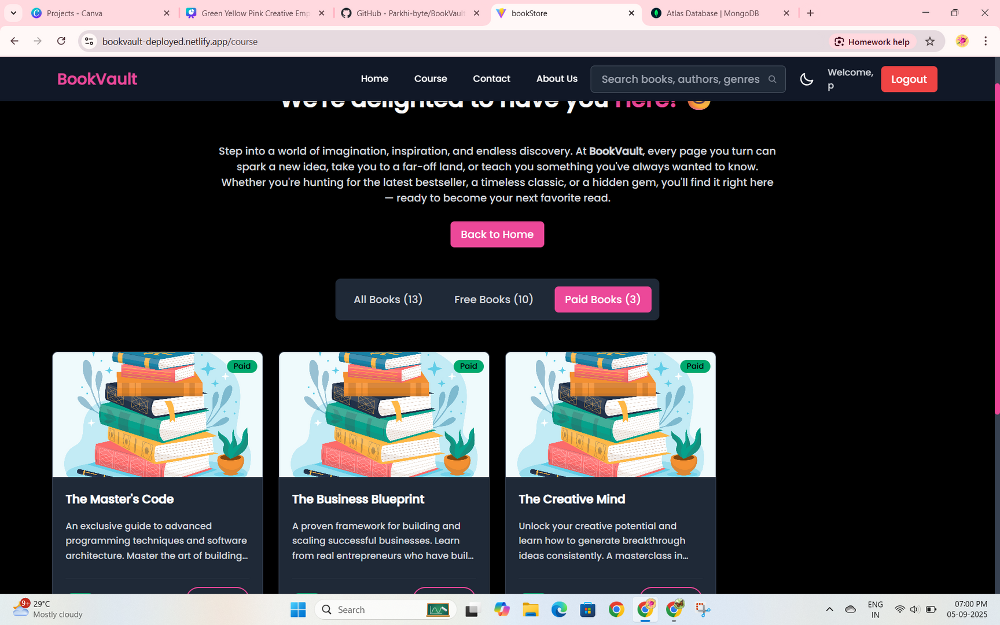 Projects - Canva
Green Yellow Pink Creative Emp
GitHub - Parkhi-byte/BookVault
bookStore
Atlas Database | MongoDB
bookvault-deployed.netlify.app/course
Homework help
BookVault
Home
Course
Contact
About Us
Search books, authors, genres
Welcome,
p
Logout
We're delighted to have you here! 😊
Step into a world of imagination, inspiration, and endless discovery. At BookVault, every page you turn can
spark a new idea, take you to a far-off land, or teach you something you've always wanted to know.
Whether you're hunting for the latest bestseller, a timeless classic, or a hidden gem, you'll find it right here
— ready to become your next favorite read.
Back to Home
All Books (13)
Free Books (10)
Paid Books (3)
Paid
Paid
Paid
The Master's Code
An exclusive guide to advanced
programming techniques and software
architecture. Master the art of building...
The Business Blueprint
A proven framework for building and
scaling successful businesses. Learn
from real entrepreneurs who have buil...
The Creative Mind
Unlock your creative potential and
learn how to generate breakthrough
ideas consistently. A masterclass in...
9+
29°C
Mostly cloudy
Search
ENG
IN
07:00 PM
05-09-2025